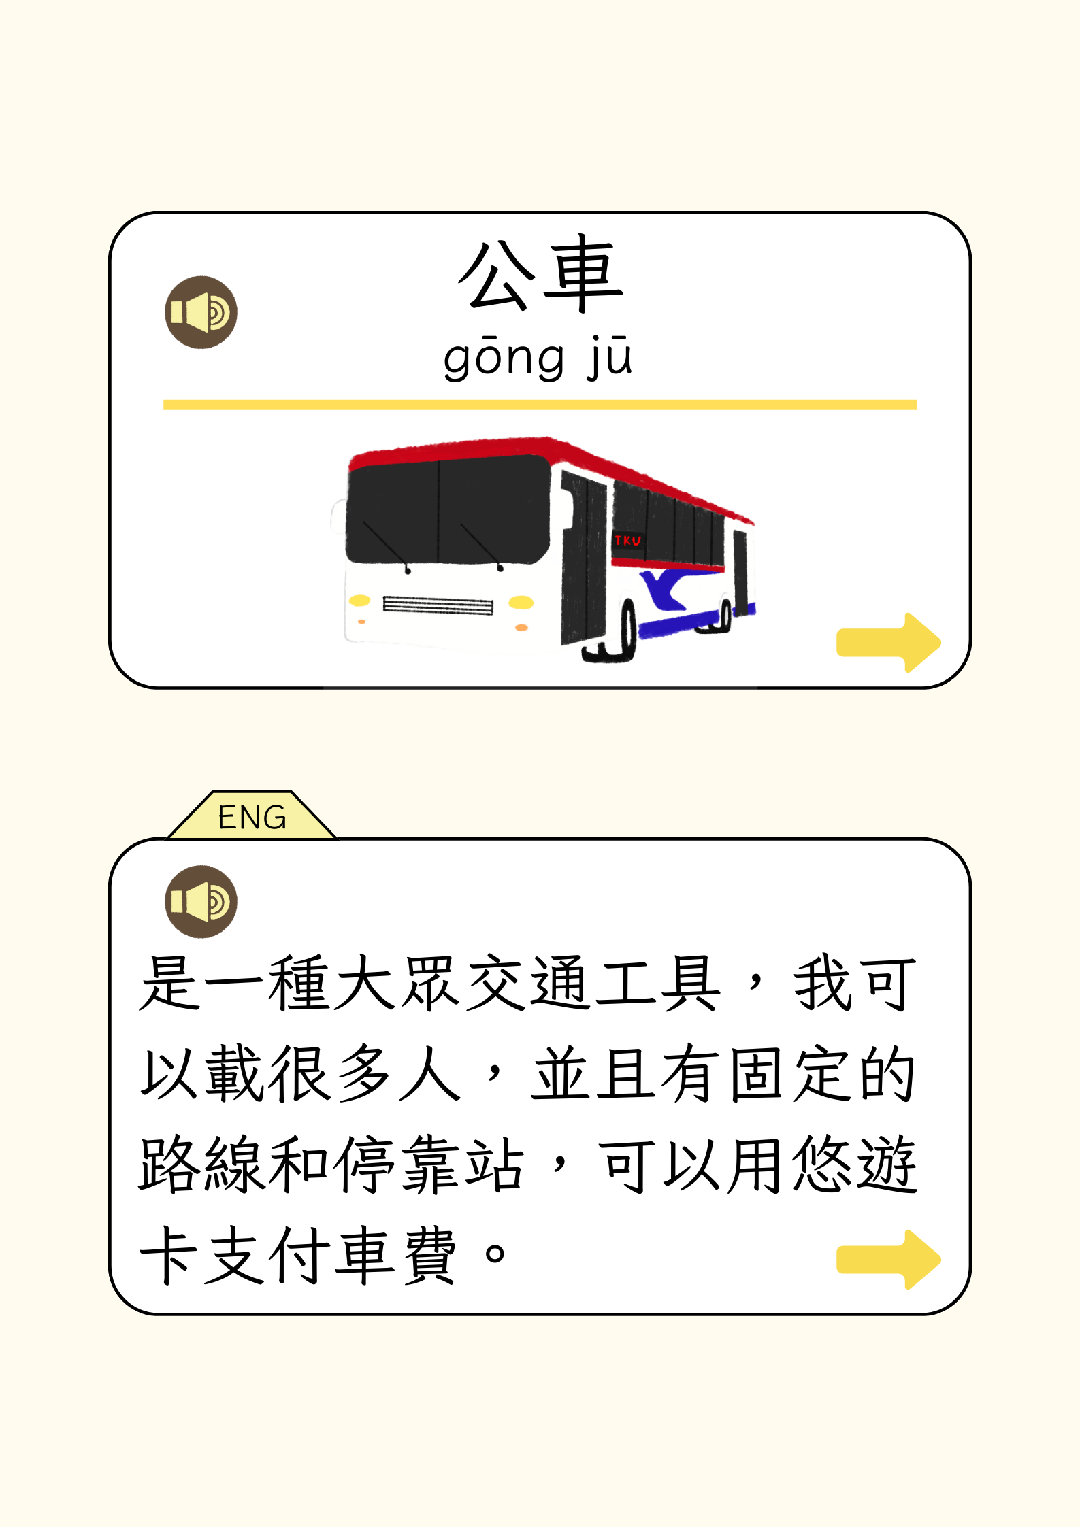 公車
gōng jū
TKU
ENG
是一種大眾交通工具，我可
以載很多人，並且有固定的
路線和停靠站，可以用悠遊
卡支付車費。